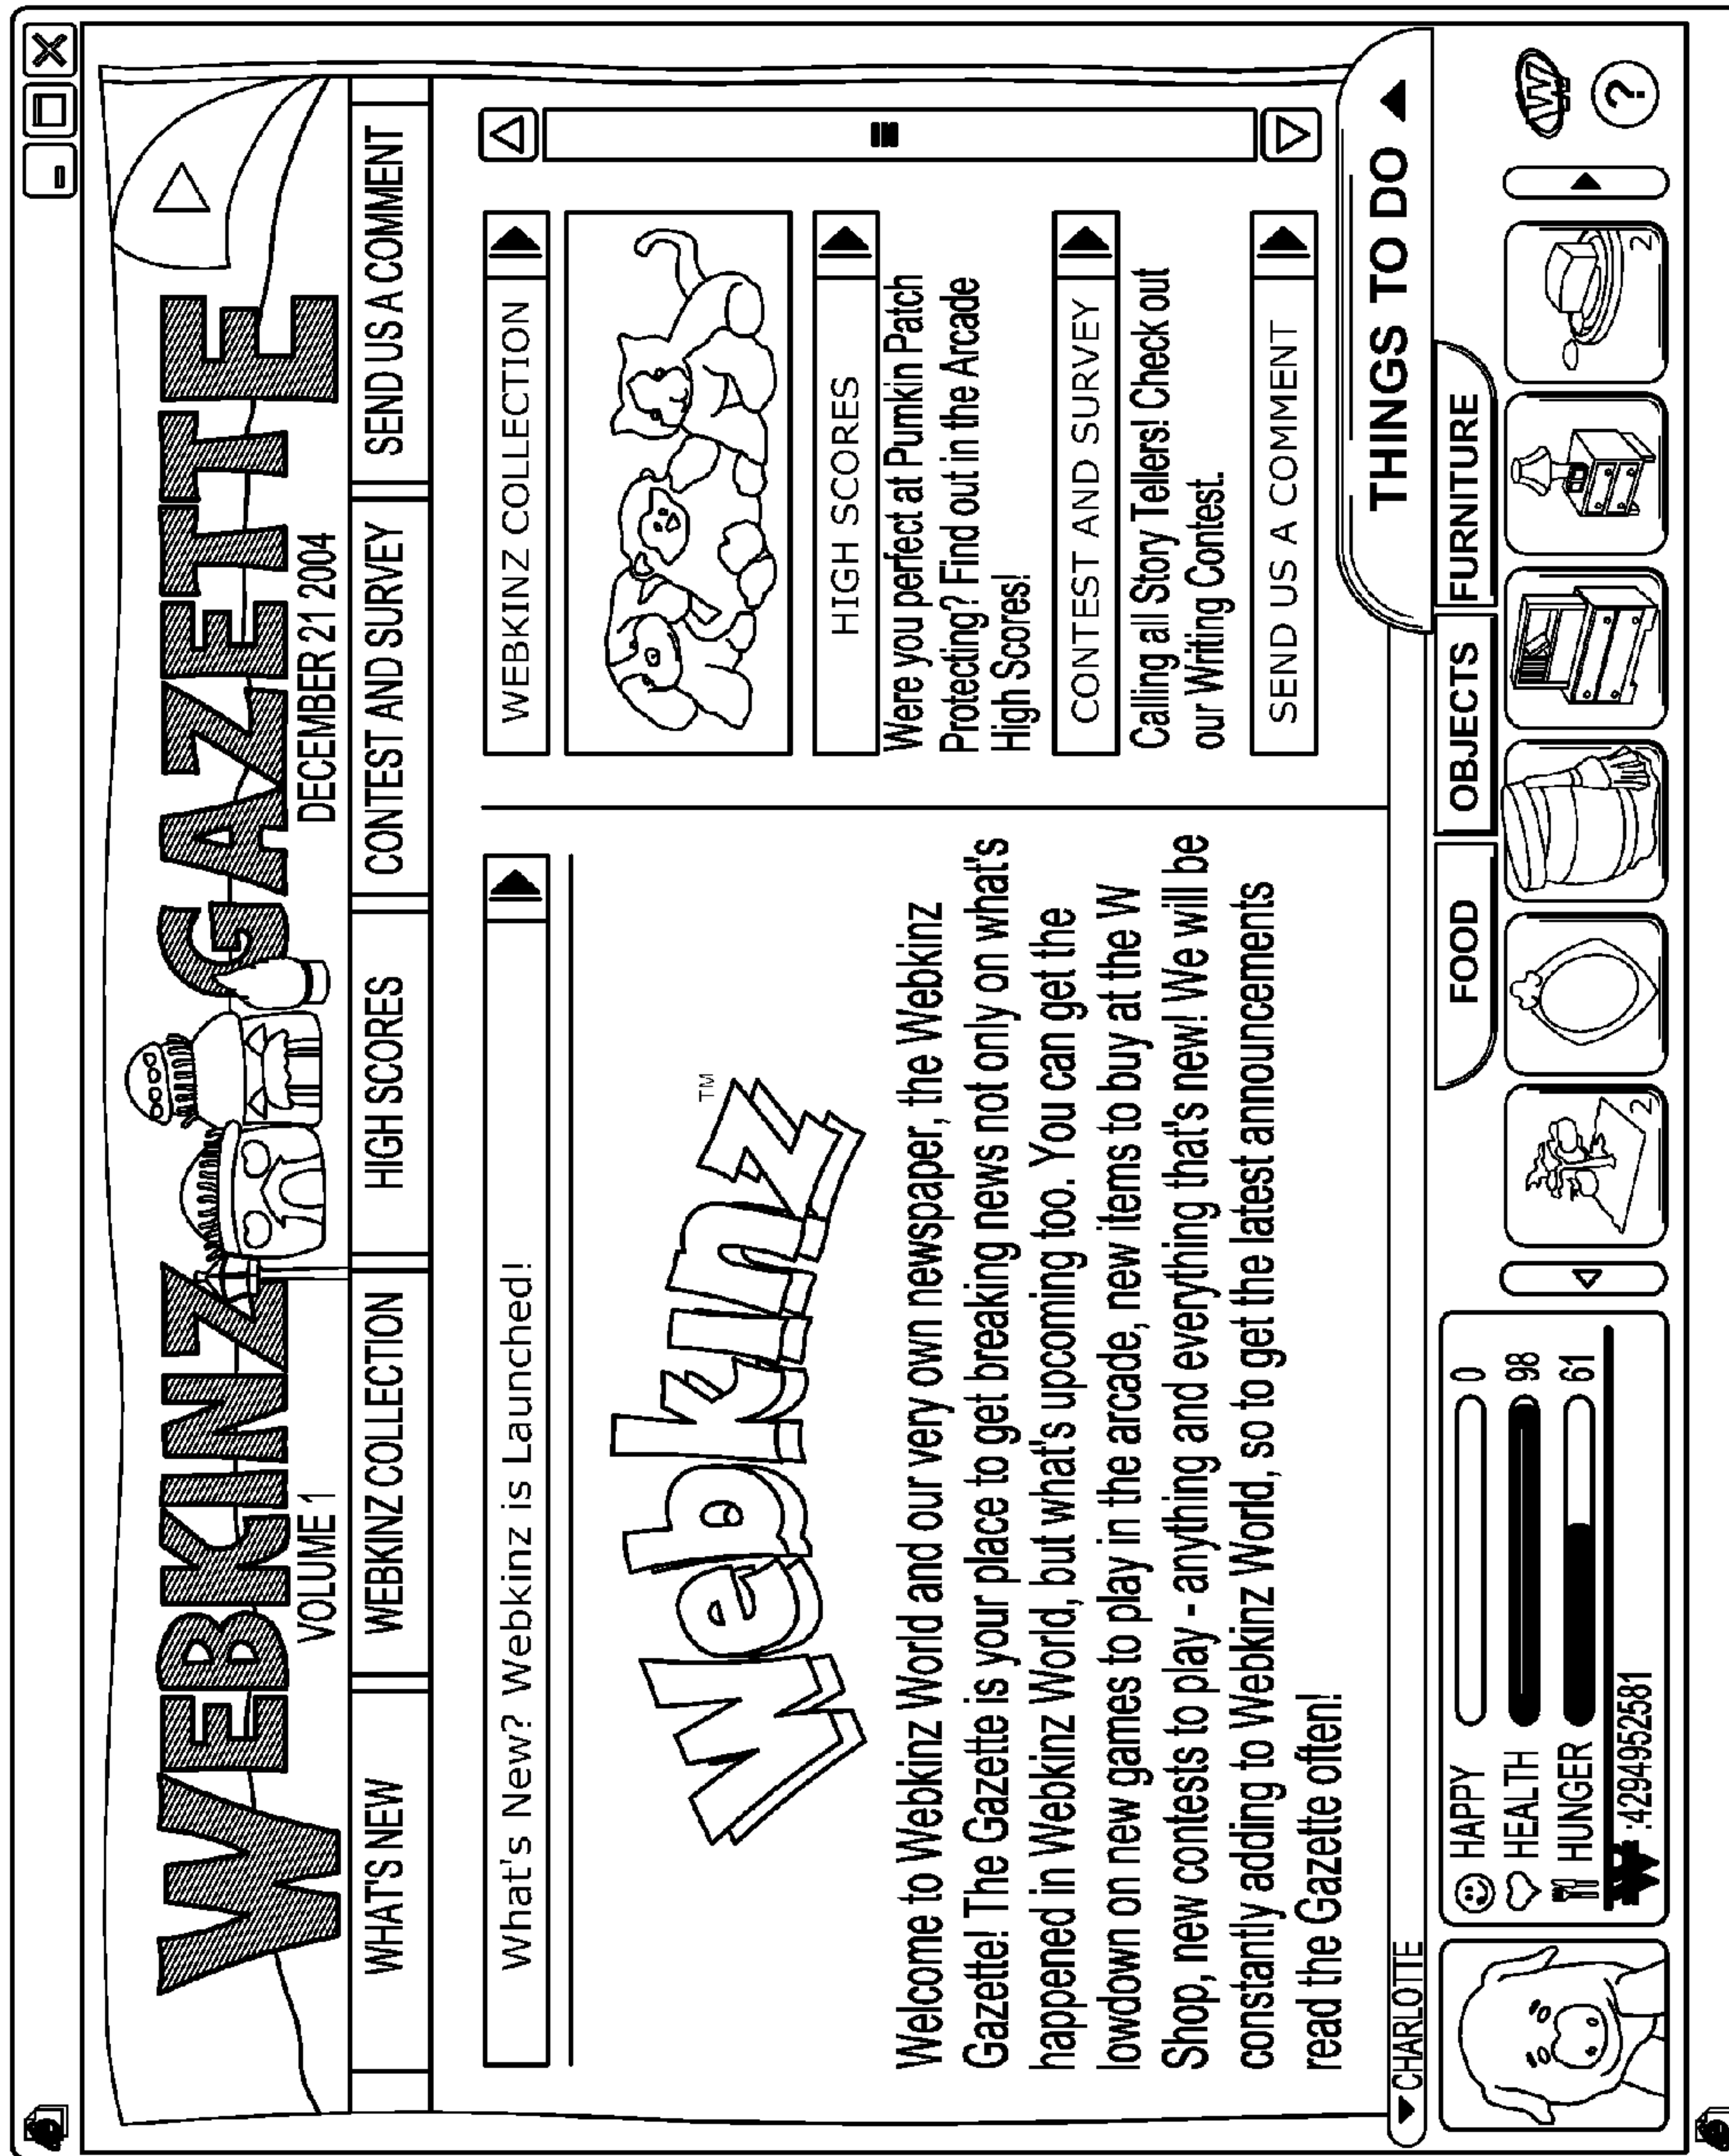 WEBKINZ GAZETTE
VOLUME 1
DECEMBER 21 2004
WHAT'S NEW
WEBKINZ COLLECTION
HIGH SCORES
CONTEST AND SURVEY
SEND US A COMMENT
What's New? Webkinz is Launched!
Webkinz™
Welcome to Webkinz World and our very own newspaper, the Webkinz
Gazette! The Gazette is your place to get breaking news not only on what's
happened in Webkinz World, but what's upcoming too. You can get the
lowdown on new games to play in the arcade, new items to buy at the W
Shop, new contests to play - anything and everything that's new! We will be
constantly adding to Webkinz World, so to get the latest announcements
read the Gazette often!
WEBKINZ COLLECTION
HIGH SCORES
Were you perfect at Pumkin Patch
Protecting? Find out in the Arcade
High Scores!
CONTEST AND SURVEY
Calling all Story Tellers! Check out
our Writing Contest.
SEND US A COMMENT
THINGS TO DO
CHARLOTTE
HAPPY 0
HEALTH 98
HUNGER 61
:4294952581
FOOD
OBJECTS
FURNITURE
2
2
W
?